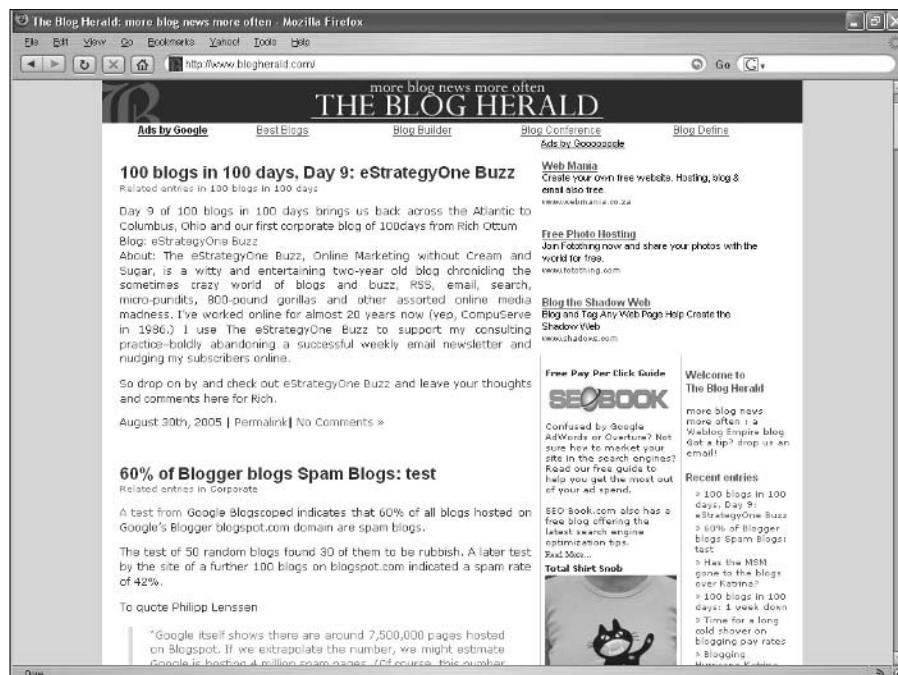 The Blog Herald: more blog news more often - Mozilla Firefox
File Edit View Go Bookmarks Yahoo! Tools Help
http://www.blogherald.com/
Go
more blog news more often
THE BLOG HERALD
Ads by Google Best Blogs Blog Builder Blog Conference Blog Define
100 blogs in 100 days, Day 9: eStrategyOne Buzz
Related entries in 100 blogs in 100 days
Day 9 of 100 blogs in 100 days brings us back across the Atlantic to
Columbus, Ohio and our first corporate blog of 100days from Rich Ottum
Blog: eStrategyOne Buzz
About: The eStrategyOne Buzz, Online Marketing without Cream and
Sugar, is a witty and entertaining two-year old blog chronicling the
sometimes crazy world of blogs and buzz, RSS, email, search,
micro-pundits, 800-pound gorillas and other assorted online media
madness. I've worked online for almost 20 years now (yep, CompuServe
in 1986.) I use The eStrategyOne Buzz to support my consulting
practice–boldly abandoning a successful weekly email newsletter and
nudging my subscribers online.
So drop on by and check out eStrategyOne Buzz and leave your thoughts
and comments here for Rich.
August 30th, 2005 | Permalink| No Comments »
60% of Blogger blogs Spam Blogs: test
Related entries in Corporate
A test from Google Blogscoped indicates that 60% of all blogs hosted on
Google's Blogger blogspot.com domain are spam blogs.
The test of 50 random blogs found 30 of them to be rubbish. A later test
by the site of a further 100 blogs on blogspot.com indicated a spam rate
of 42%.
To quote Philipp Lenssen
"Google itself shows there are around 7,500,000 pages hosted
on Blogspot. If we extrapolate the number, we might estimate
Google is hosting 4 million spam pages. (Of course, this number
Ads by Goooooogle
Web Mania
Create your own free website. Hosting, blog &
email also free.
www.webmania.co.za
Free Photo Hosting
Join Fotothing now and share your photos with the
world for free.
www.fotothing.com
Blog the Shadow Web
Blog and Tag Any Web Page Help Create the
Shadow Web
www.shadows.com
Free Pay Per Click Guide
SEOBOOK
Confused by Google
AdWords or Overture? Not
sure how to market your
site in the search engines?
Read our free guide to
help you get the most out
of your ad spend.
SEO Book.com also has a
free blog offering the
latest search engine
optimization tips.
Read More...
Total Shirt Snob
Welcome to
The Blog Herald
more blog news
more often : a
Weblog Empire blog
Got a tip? drop us an
email!
Recent entries
» 100 blogs in 100
days, Day 9:
eStrategyOne Buzz
» 60% of Blogger
blogs Spam Blogs:
test
» Has the MSM
gone to the blogs
over Katrina?
» 100 blogs in 100
days: 1 week down
» Time for a long
cold shower on
blogging pay rates
» Blogging
Hurricane Katrina
Done